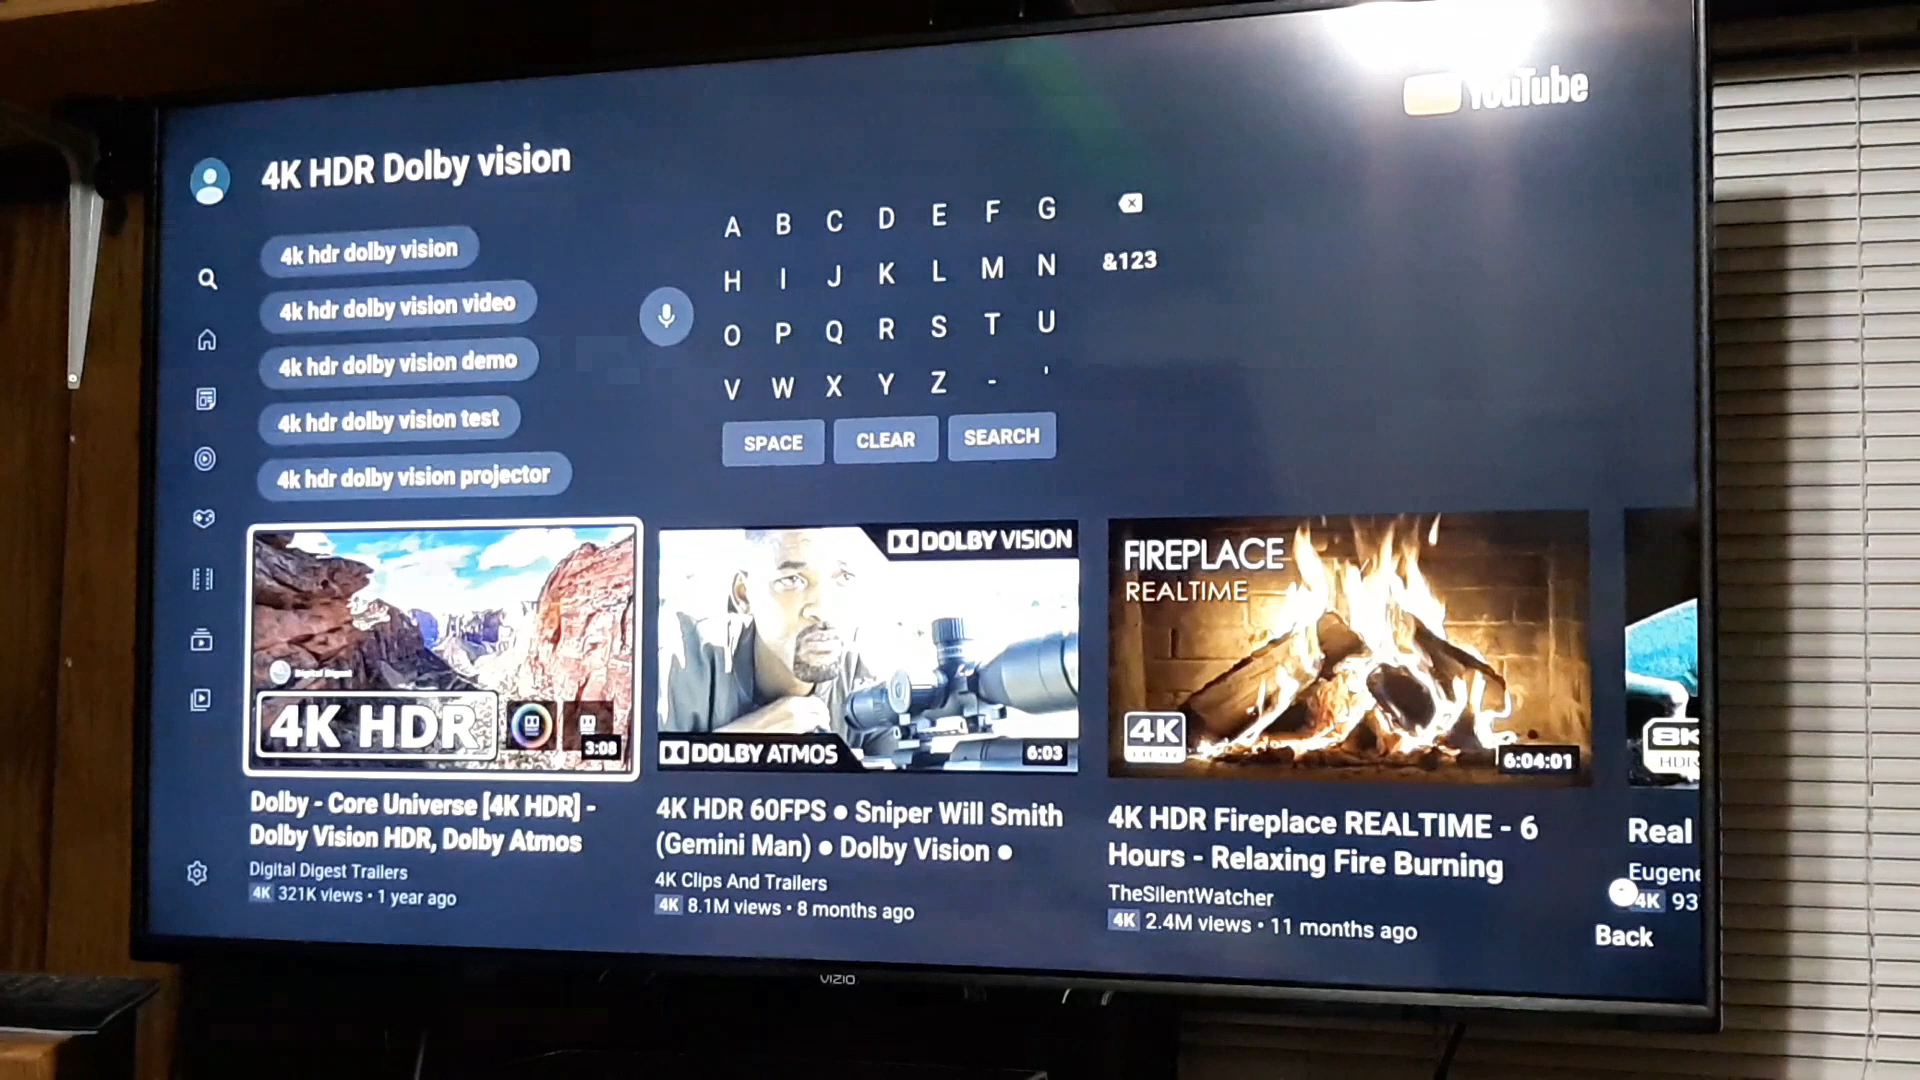 YouTube
4K HDR Dolby vision
4k hdr dolby vision
4k hdr dolby vision video
4k hdr dolby vision demo
4k hdr dolby vision test
4k hdr dolby vision projector
A B C D E F G
H I J K L M N &123
O P Q R S T U
V W X Y Z - '
SPACE CLEAR SEARCH
Digital Digest
4K HDR
3:08
DOLBY VISION
DOLBY ATMOS
6:03
FIREPLACE
REALTIME
4K
6:04:01
8K
HDR
Dolby - Core Universe [4K HDR] -
Dolby Vision HDR, Dolby Atmos
Digital Digest Trailers
4K 321K views • 1 year ago
4K HDR 60FPS ● Sniper Will Smith
(Gemini Man) ● Dolby Vision ●
4K Clips And Trailers
4K 8.1M views • 8 months ago
4K HDR Fireplace REALTIME - 6
Hours - Relaxing Fire Burning
TheSilentWatcher
4K 2.4M views • 11 months ago
Real
Eugene
4K 93
Back
VIZIO